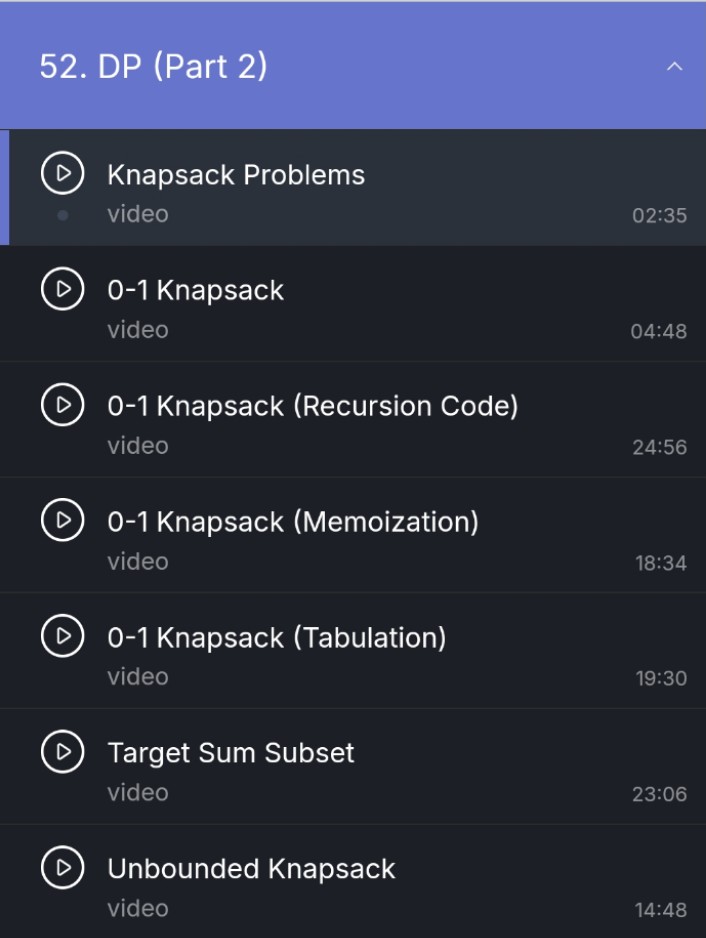 52. DP (Part 2)
Knapsack Problems
video
02:35
0-1 Knapsack
video
04:48
0-1 Knapsack (Recursion Code)
video
24:56
0-1 Knapsack (Memoization)
video
18:34
0-1 Knapsack (Tabulation)
video
19:30
Target Sum Subset
video
23:06
Unbounded Knapsack
video
14:48